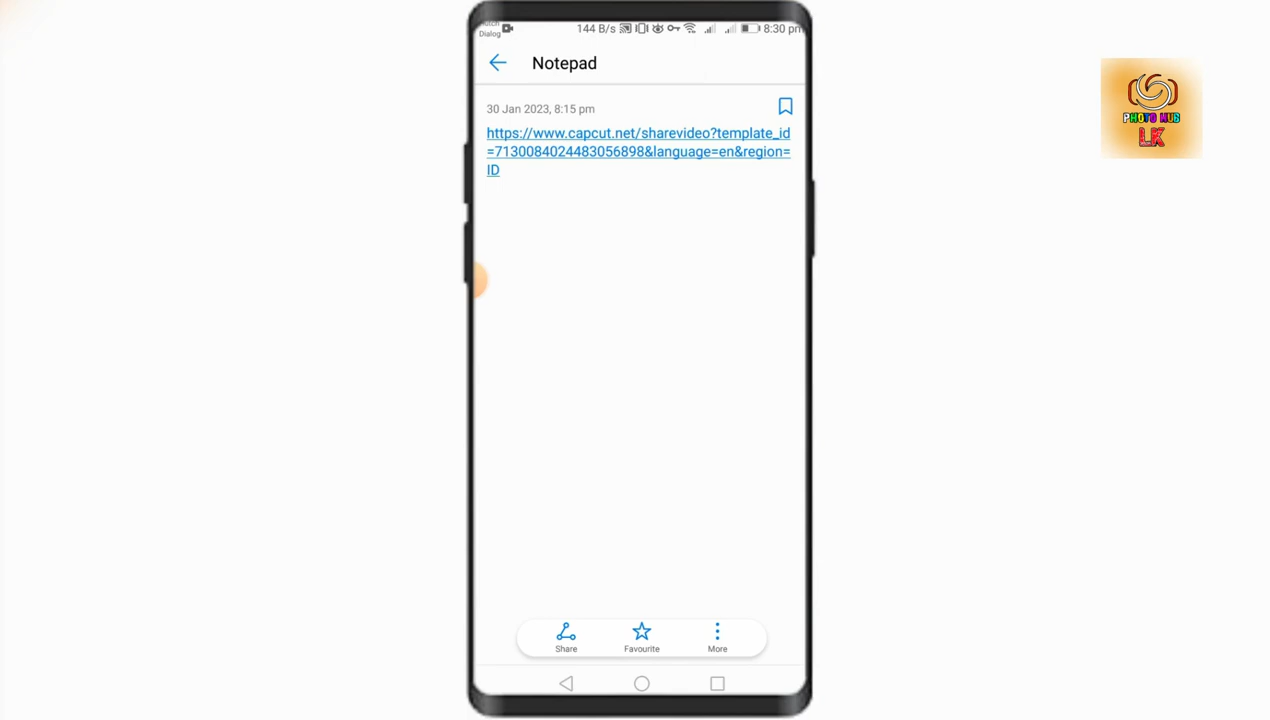 Dialog
144 B/s
8:30 pm
Notepad
30 Jan 2023, 8:15 pm
https://www.capcut.net/sharevideo?template_id
=7130084024483056898&language=en&region=
ID
PHOTO HUB
LK
Share
Favourite
More